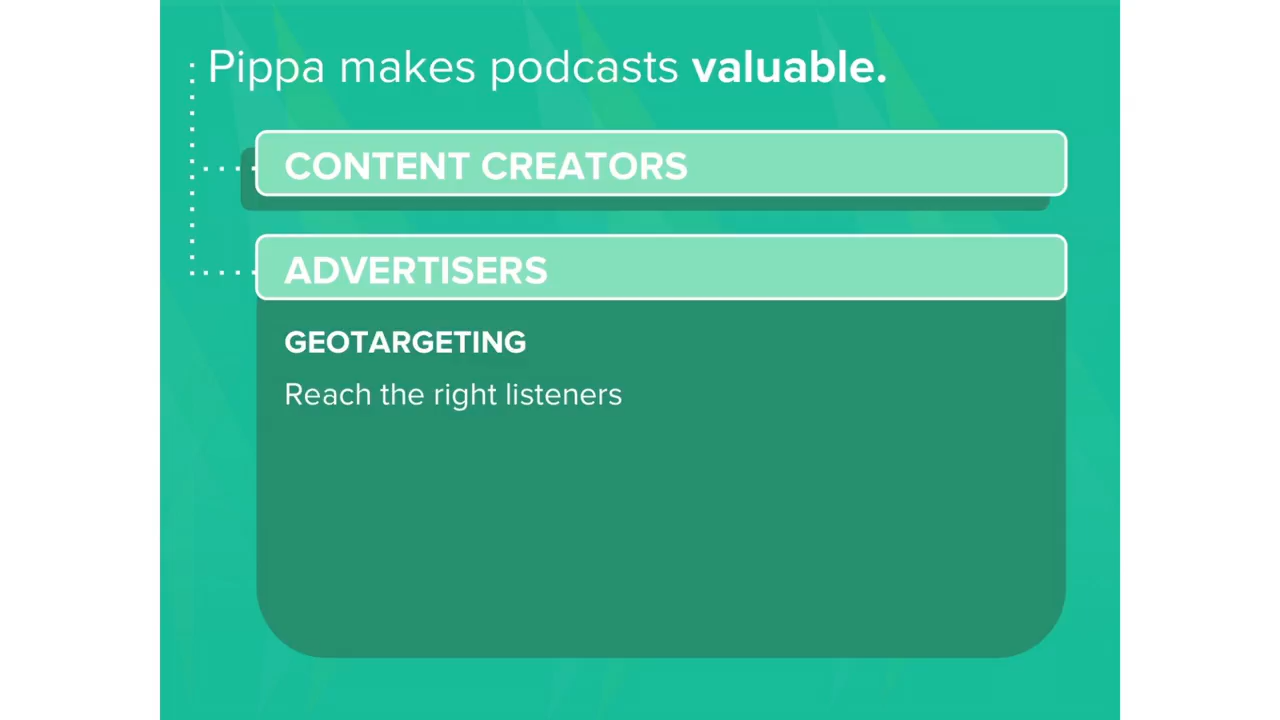 Pippa makes podcasts valuable.
CONTENT CREATORS
ADVERTISERS
GEOTARGETING
Reach the right listeners